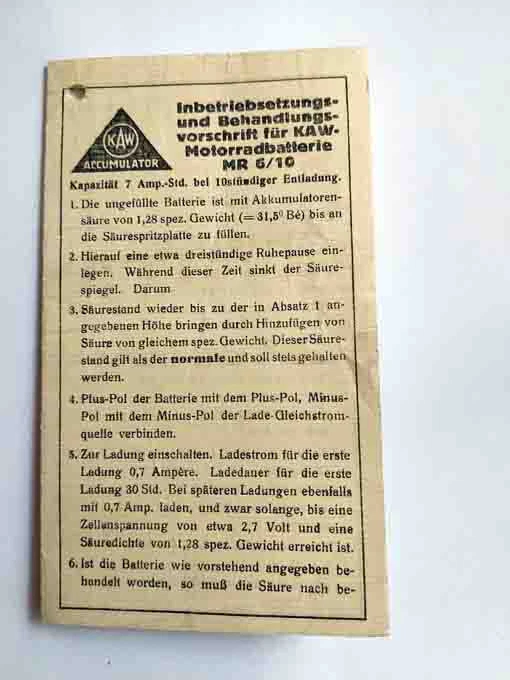 KAW
ACCUMULATOR
Inbetriebsetzungs-
und Behandlungs-
vorschrift für KAW-
Motorradbatterie
MR 6/10
Kapazität 7 Amp.-Std. bei 10stündiger Entladung.
1. Die ungefüllte Batterie ist mit Akkumulatoren-
säure von 1,28 spez. Gewicht (= 31,5⁰ Bé) bis an
die Säurespritzplatte zu füllen.
2. Hierauf eine etwa dreistündige Ruhepause ein-
legen. Während dieser Zeit sinkt der Säure-
spiegel. Darum
3. Säurestand wieder bis zu der in Absatz 1 an-
gegebenen Höhe bringen durch Hinzufügen von
Säure von gleichem spez. Gewicht. Dieser Säure-
stand gilt als der normale und soll stets gehalten
werden.
4. Plus-Pol der Batterie mit dem Plus-Pol, Minus-
Pol mit dem Minus-Pol der Lade-Gleichstrom-
quelle verbinden.
5. Zur Ladung einschalten. Ladestrom für die erste
Ladung 0,7 Ampère. Ladedauer für die erste
Ladung 30 Std. Bei späteren Ladungen ebenfalls
mit 0,7 Amp. laden, und zwar solange, bis eine
Zellenspannung von etwa 2,7 Volt und eine
Säuredichte von 1,28 spez. Gewicht erreicht ist.
6. Ist die Batterie wie vorstehend angegeben be-
handelt worden, so muß die Säure nach be-